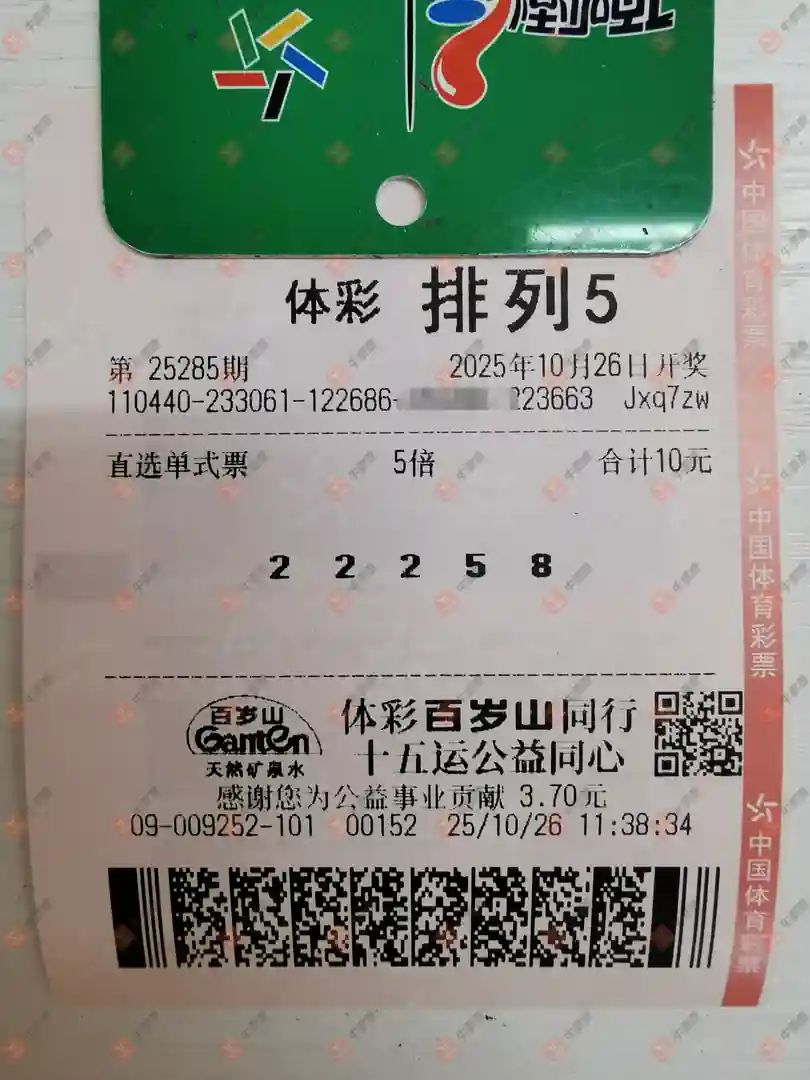 体彩 排列5
第 25285期 2025年10月26日开奖
110440-233061-122686- 223663 Jxq7zw
直选单式票 5倍 合计10元
2 2 2 5 8
百岁山
Ganten
天然矿泉水
体彩百岁山同行
十五运公益同心
感谢您为公益事业贡献 3.70元
09-009252-101 00152 25/10/26 11:38:34
中国体育彩票
中国体育彩票
中国体育彩票